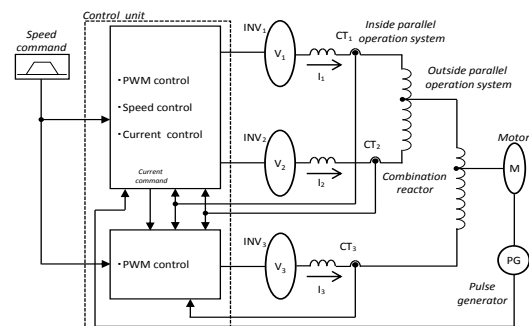 Speed
command
Control unit
・PWM control
・Speed control
・Current control
Current
command
・PWM control
INV1
V1
I1
CT1
Inside parallel
operation system
Outside parallel
operation system
INV2
V2
I2
CT2
Combination
reactor
Motor
M
INV3
V3
I3
CT3
PG
Pulse
generator